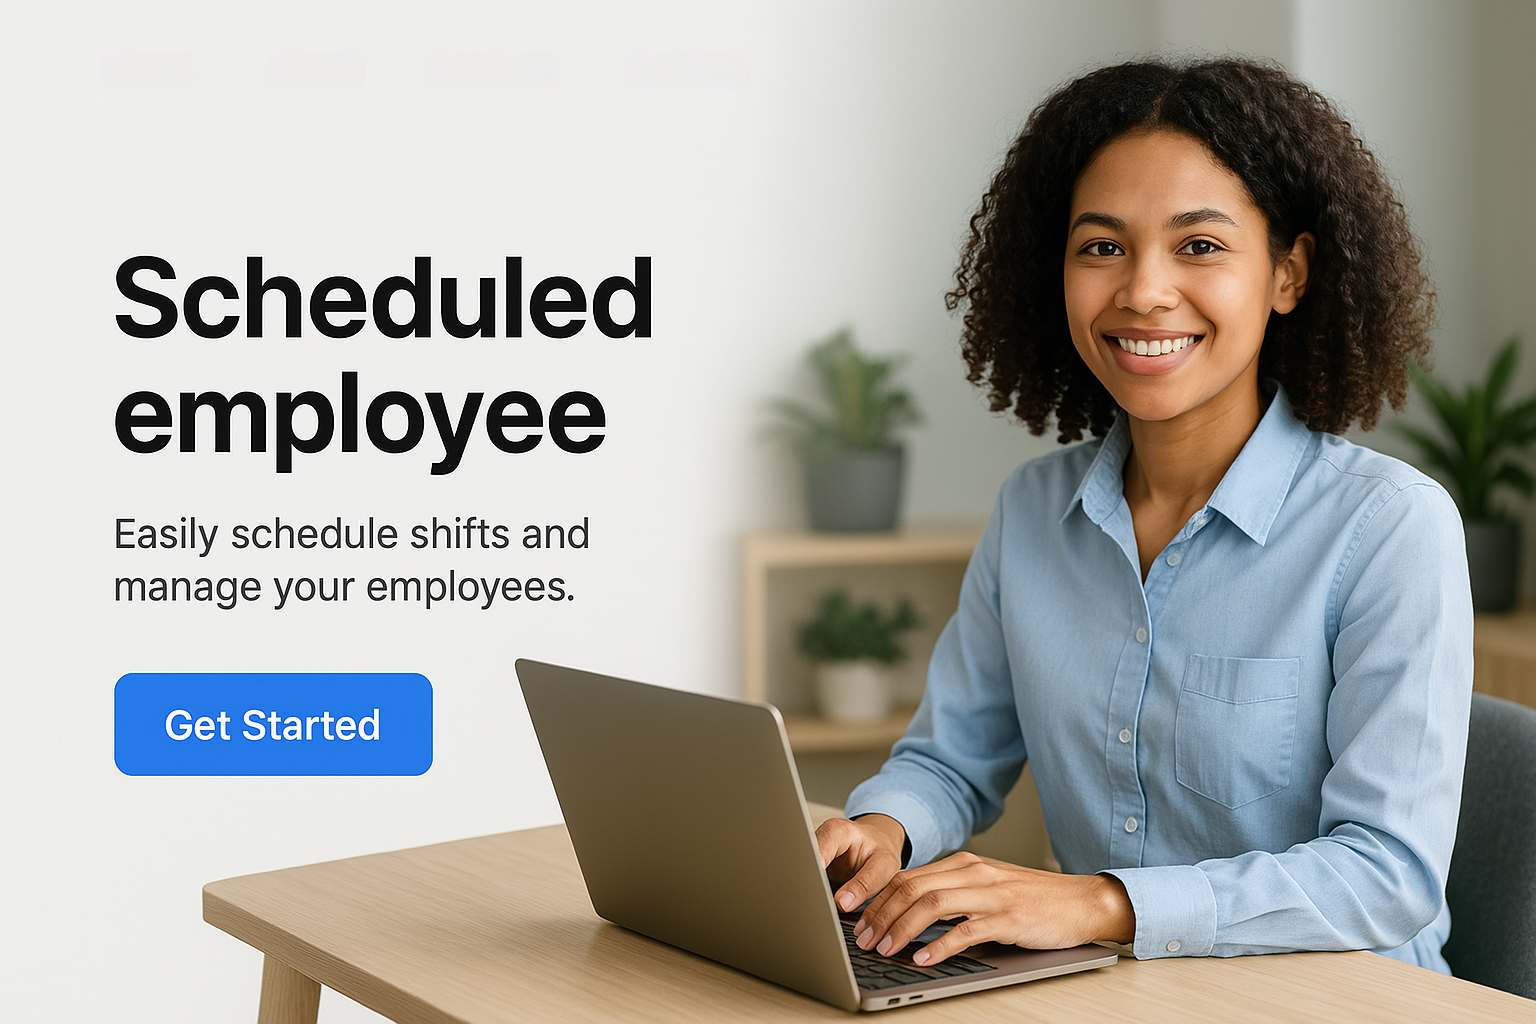 Scheduled
employee
Easily schedule shifts and
manage your employees.
Get Started